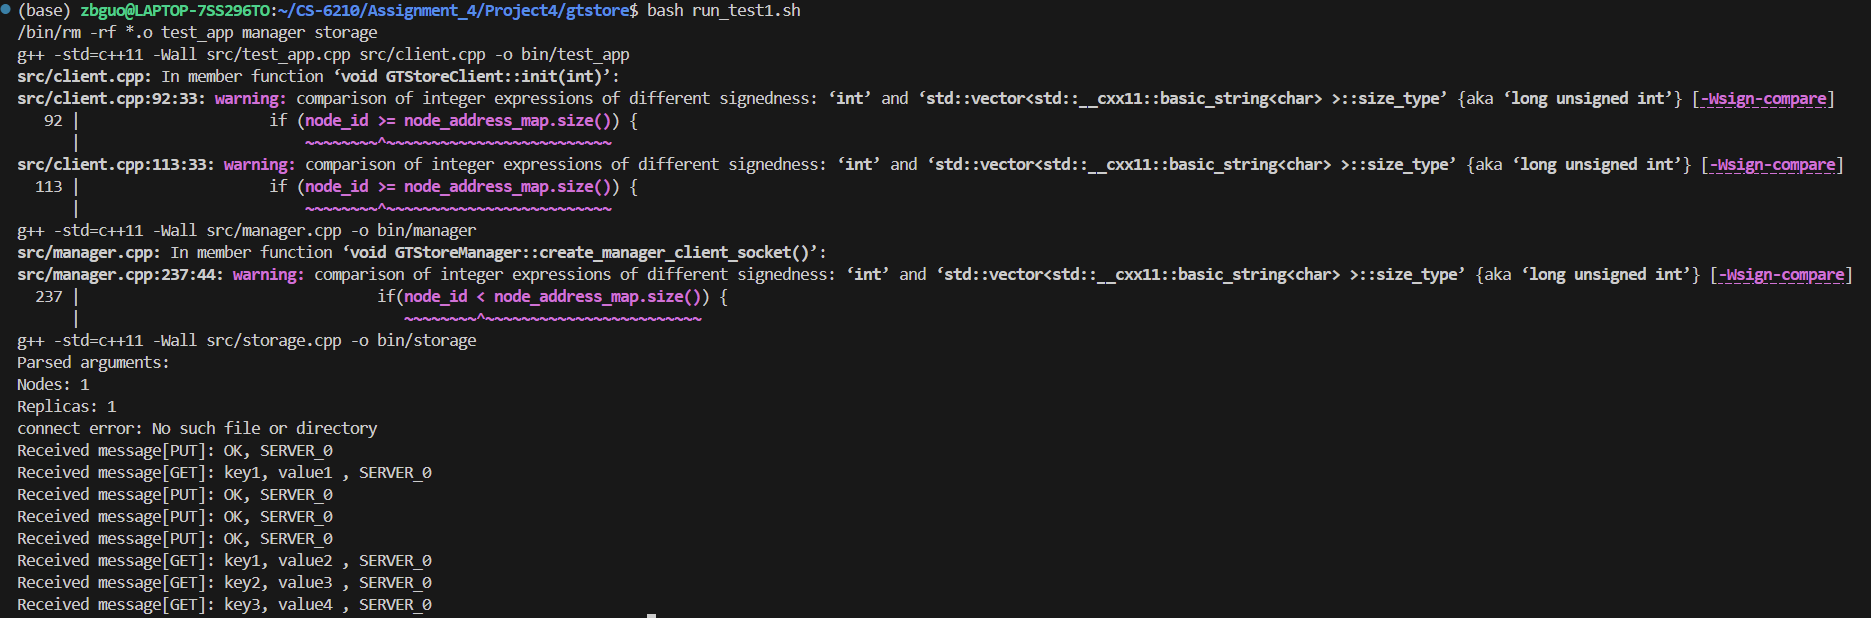 (base) zbguo@LAPTOP-7SS296TO:~/CS-6210/Assignment_4/Project4/gtstore$ bash run_test1.sh
/bin/rm -rf *.o test_app manager storage
g++ -std=c++11 -Wall src/test_app.cpp src/client.cpp -o bin/test_app
src/client.cpp: In member function ‘void GTStoreClient::init(int)’:
src/client.cpp:92:33: warning: comparison of integer expressions of different signedness: ‘int’ and ‘std::vector<std::__cxx11::basic_string<char> >::size_type’ {aka ‘long unsigned int’} [-Wsign-compare]
   92 |                     if (node_id >= node_address_map.size()) {
      |                         ~~~~~~~~^~~~~~~~~~~~~~~~~~~~~~~~~~
src/client.cpp:113:33: warning: comparison of integer expressions of different signedness: ‘int’ and ‘std::vector<std::__cxx11::basic_string<char> >::size_type’ {aka ‘long unsigned int’} [-Wsign-compare]
  113 |                     if (node_id >= node_address_map.size()) {
      |                         ~~~~~~~~^~~~~~~~~~~~~~~~~~~~~~~~~~
g++ -std=c++11 -Wall src/manager.cpp -o bin/manager
src/manager.cpp: In member function ‘void GTStoreManager::create_manager_client_socket()’:
src/manager.cpp:237:44: warning: comparison of integer expressions of different signedness: ‘int’ and ‘std::vector<std::__cxx11::basic_string<char> >::size_type’ {aka ‘long unsigned int’} [-Wsign-compare]
  237 |                                 if(node_id < node_address_map.size()) {
      |                                    ~~~~~~~~^~~~~~~~~~~~~~~~~~~~~~~~~
g++ -std=c++11 -Wall src/storage.cpp -o bin/storage
Parsed arguments:
Nodes: 1
Replicas: 1
connect error: No such file or directory
Received message[PUT]: OK, SERVER_0
Received message[GET]: key1, value1 , SERVER_0
Received message[PUT]: OK, SERVER_0
Received message[PUT]: OK, SERVER_0
Received message[PUT]: OK, SERVER_0
Received message[GET]: key1, value2 , SERVER_0
Received message[GET]: key2, value3 , SERVER_0
Received message[GET]: key3, value4 , SERVER_0